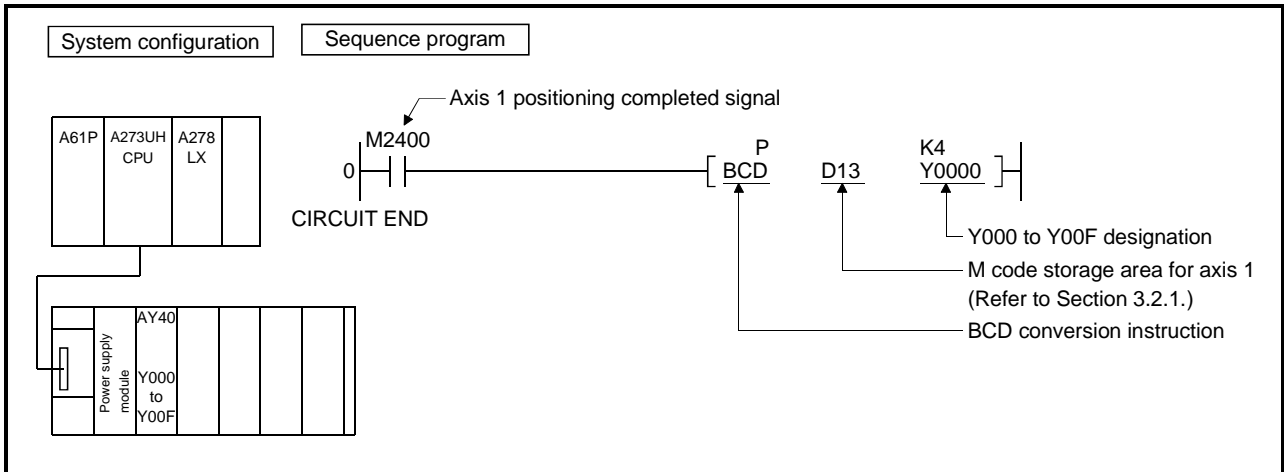 System configuration
Sequence program
Axis 1 positioning completed signal
A61P
A273UH
CPU
A278
LX
M2400
P
K4
0
BCD
D13
Y0000
CIRCUIT END
Y000 to Y00F designation
M code storage area for axis 1
(Refer to Section 3.2.1.)
BCD conversion instruction
Power supply
module
AY40
Y000
to
Y00F